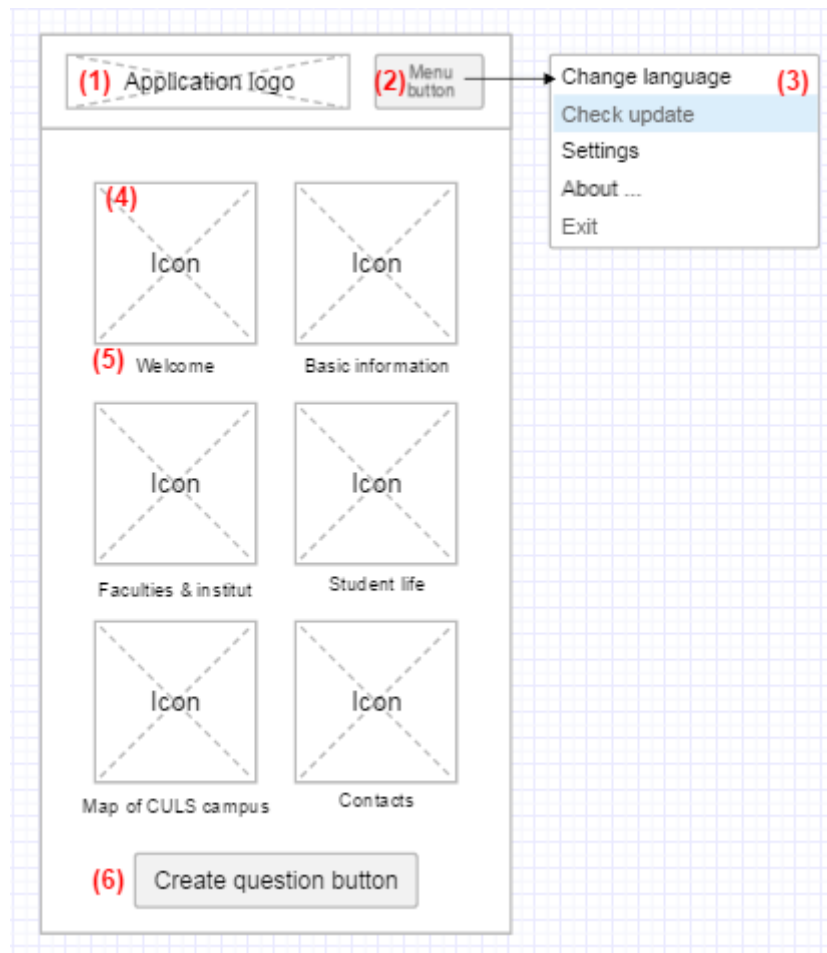 (1) Application logo
(2) Menu button
Change language (3)
Check update
Settings
About ...
Exit
(4)
Icon
Icon
(5) Welcome
Basic information
Icon
Icon
Faculties & institut
Student life
Icon
Icon
Map of CULS campus
Contacts
(6) Create question button